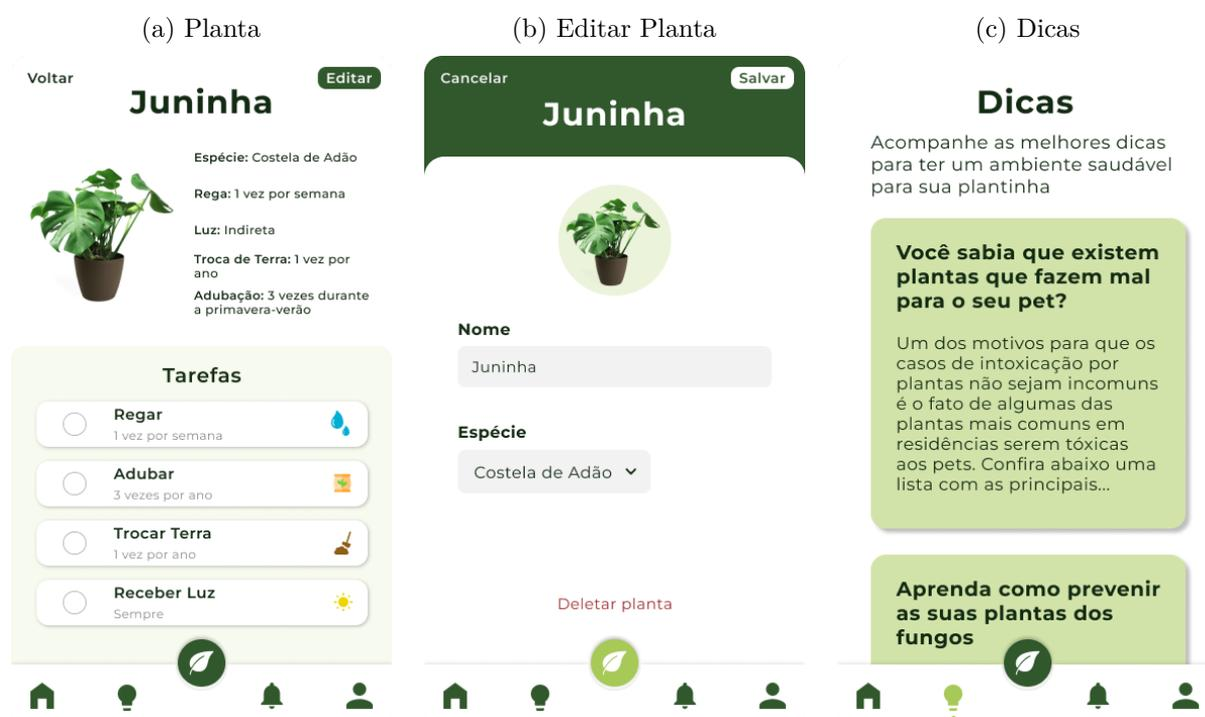 (a) Planta
Voltar
Editar
Juninha
Espécie: Costela de Adão
Rega: 1 vez por semana
Luz: Indireta
Troca de Terra: 1 vez por
ano
Adubação: 3 vezes durante
a primavera-verão
Tarefas
Regar
1 vez por semana
Adubar
3 vezes por ano
Trocar Terra
1 vez por ano
Receber Luz
Sempre
(b) Editar Planta
Cancelar
Salvar
Juninha
Nome
Juninha
Espécie
Costela de Adão
Deletar planta
(c) Dicas
Dicas
Acompanhe as melhores dicas
para ter um ambiente saudável
para sua plantinha
Você sabia que existem
plantas que fazem mal
para o seu pet?
Um dos motivos para que os
casos de intoxicação por
plantas não sejam incomuns
é o fato de algumas das
plantas mais comuns em
residências serem tóxicas
aos pets. Confira abaixo uma
lista com as principais...
Aprenda como prevenir
as suas plantas dos
fungos